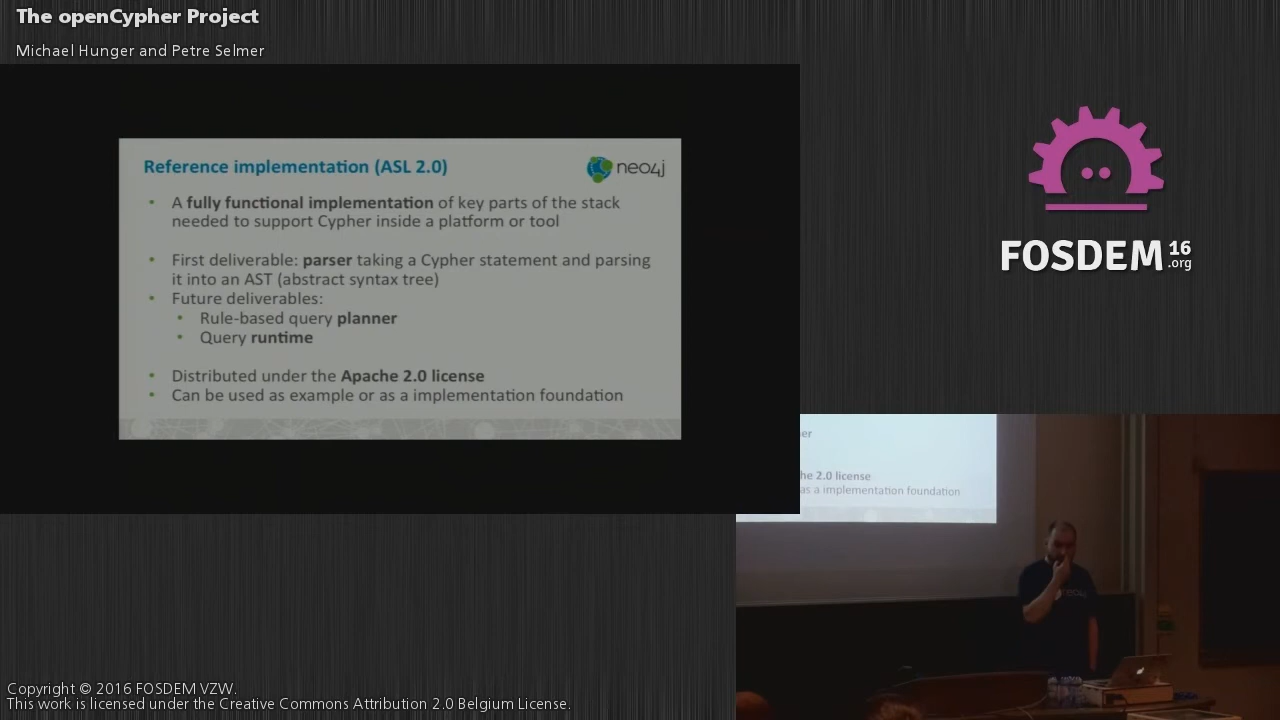 The openCypher Project
Michael Hunger and Petre Selmer
Reference implementation (ASL 2.0)
neo4j
• A fully functional implementation of key parts of the stack
needed to support Cypher inside a platform or tool
• First deliverable: parser taking a Cypher statement and parsing
it into an AST (abstract syntax tree)
• Future deliverables:
• Rule-based query planner
• Query runtime
• Distributed under the Apache 2.0 license
• Can be used as example or as a implementation foundation
FOSDEM 16
.org
he 2.0 license
as a implementation foundation
neo4j
Copyright © 2016 FOSDEM VZW.
This work is licensed under the Creative Commons Attribution 2.0 Belgium License.